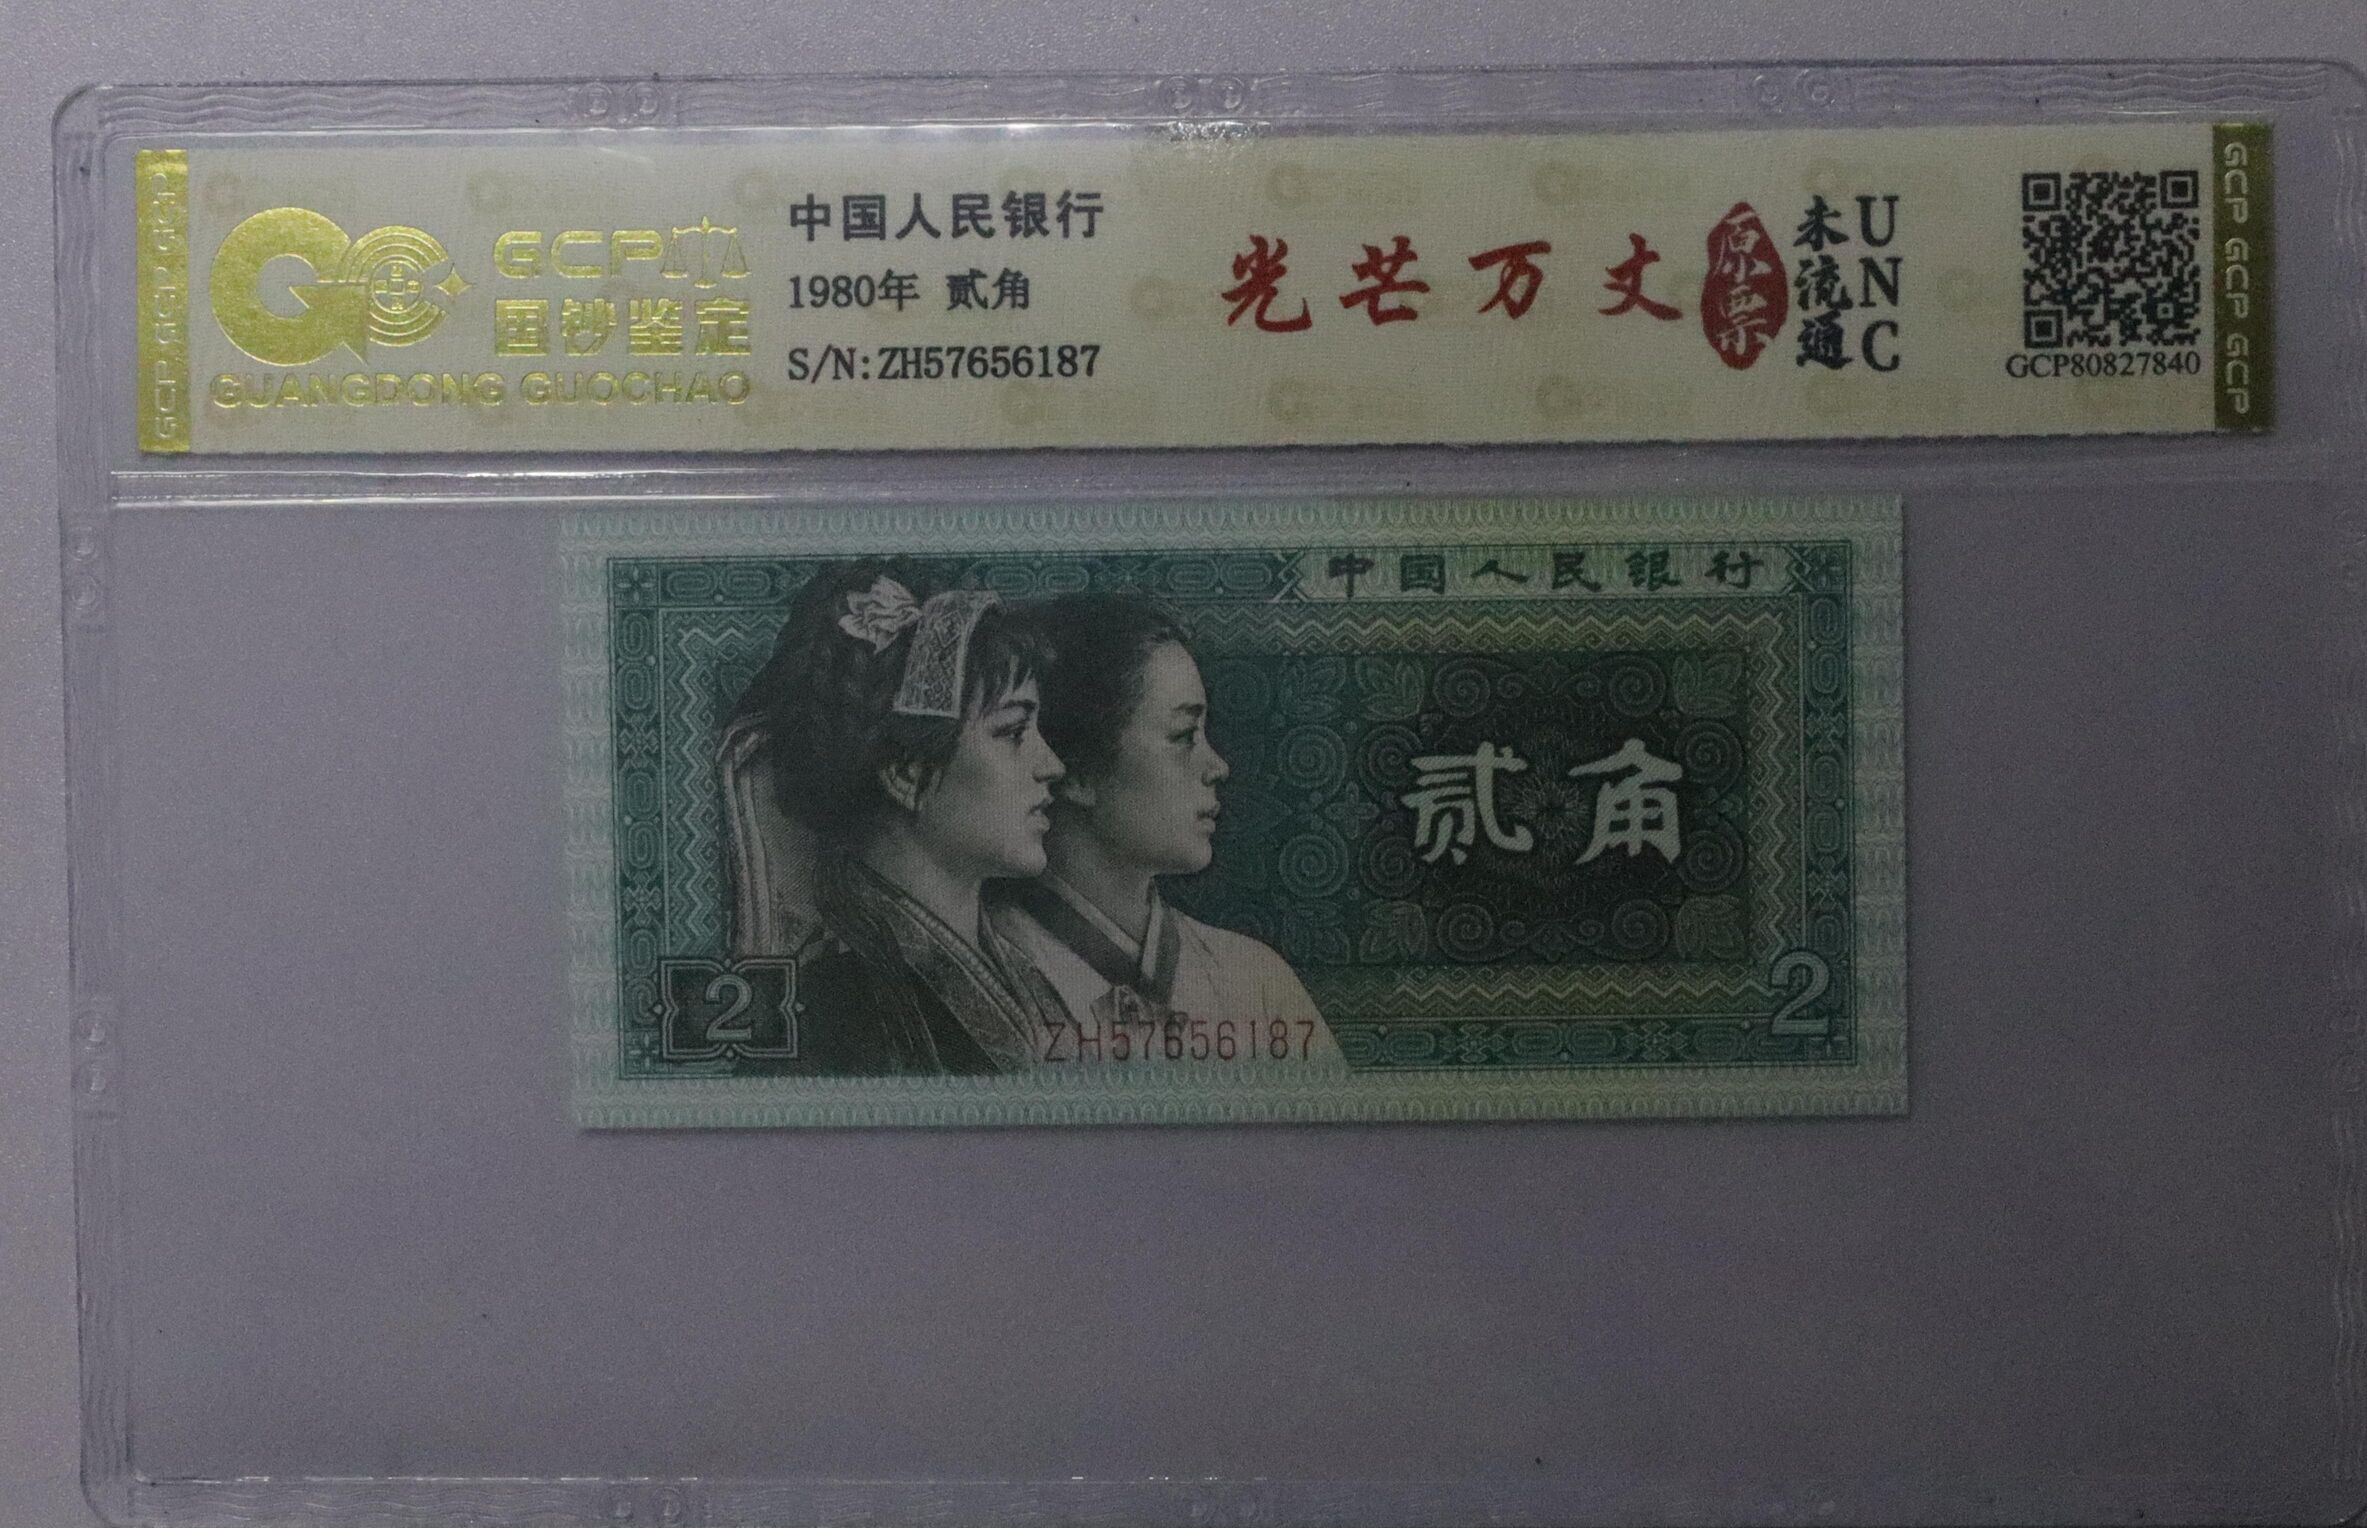 GCP GCP GCP
GCP
国钞鉴定
GUANGDONG GUOCHAO
中国人民银行
1980年 贰角
S/N:ZH57656187
光芒万丈
原票
未流通
UNC
GCP80827840
GCP GCP GCP
中国人民银行
贰角
2
2
ZH57656187